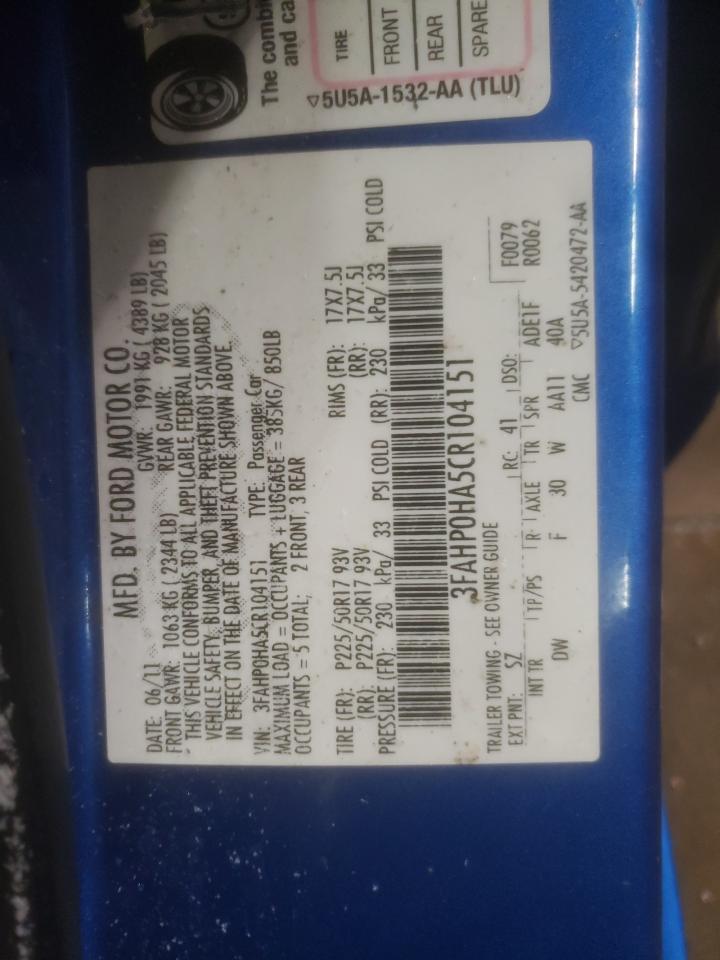 The combin
and ca
TIRE
FRONT
REAR
SPARE
▽5U5A-1532-AA (TLU)
MFD. BY FORD MOTOR CO.
DATE: 06/11 GVWR: 1991 KG ( 4389 LB)
FRONT GAWR: 1063 KG ( 2344 LB) REAR GAWR: 928 KG ( 2045 LB)
THIS VEHICLE CONFORMS TO ALL APPLICABLE FEDERAL MOTOR
VEHICLE SAFETY, BUMPER, AND THEFT PREVENTION STANDARDS
IN EFFECT ON THE DATE OF MANUFACTURE SHOWN ABOVE.
VIN: 3FAHP0HA5CR104151 TYPE: Passenger Car
MAXIMUM LOAD = OCCUPANTS + LUGGAGE = 385KG/ 850LB
OCCUPANTS = 5 TOTAL; 2 FRONT, 3 REAR
TIRE (FR): P225/50R17 93V RIMS (FR): 17X7.5J
(RR): P225/50R17 93V (RR): 17X7.5J
PRESSURE (FR): 230 kPa/ 33 PSI COLD (RR): 230 kPa/ 33 PSI COLD
3FAHP0HA5CR104151
TRAILER TOWING - SEE OWNER GUIDE
F0079
EXT PNT: SZ RC: 41 DSO: R0062
INT TR TP/PS R AXLE TR SPR ADE1F
DW F 30 W AA11 40A
CMC ▽5U5A-5420472-AA